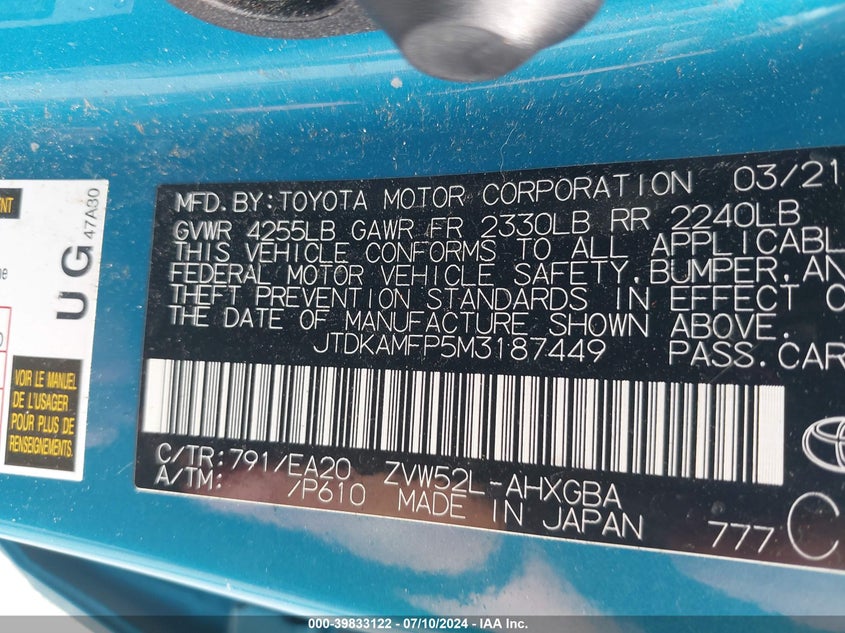 MFD. BY: TOYOTA MOTOR CORPORATION 03/21
GVWR 4255LB GAWR FR 2330LB RR 2240LB
THIS VEHICLE CONFORMS TO ALL APPLICABL
FEDERAL MOTOR VEHICLE SAFETY, BUMPER, AN
THEFT PREVENTION STANDARDS IN EFFECT O
THE DATE OF MANUFACTURE SHOWN ABOVE.
JTDKAMFP5M3187449 PASS.CAR
C/TR: 791/EA20 ZVW52L-AHXGBA
A/TM: /P610 MADE IN JAPAN 777 C
UG 47A30
VOIR LE MANUEL
DE L'USAGER
POUR PLUS DE
RENSEIGNEMENTS.
000-39833122 - 07/10/2024 - IAA Inc.